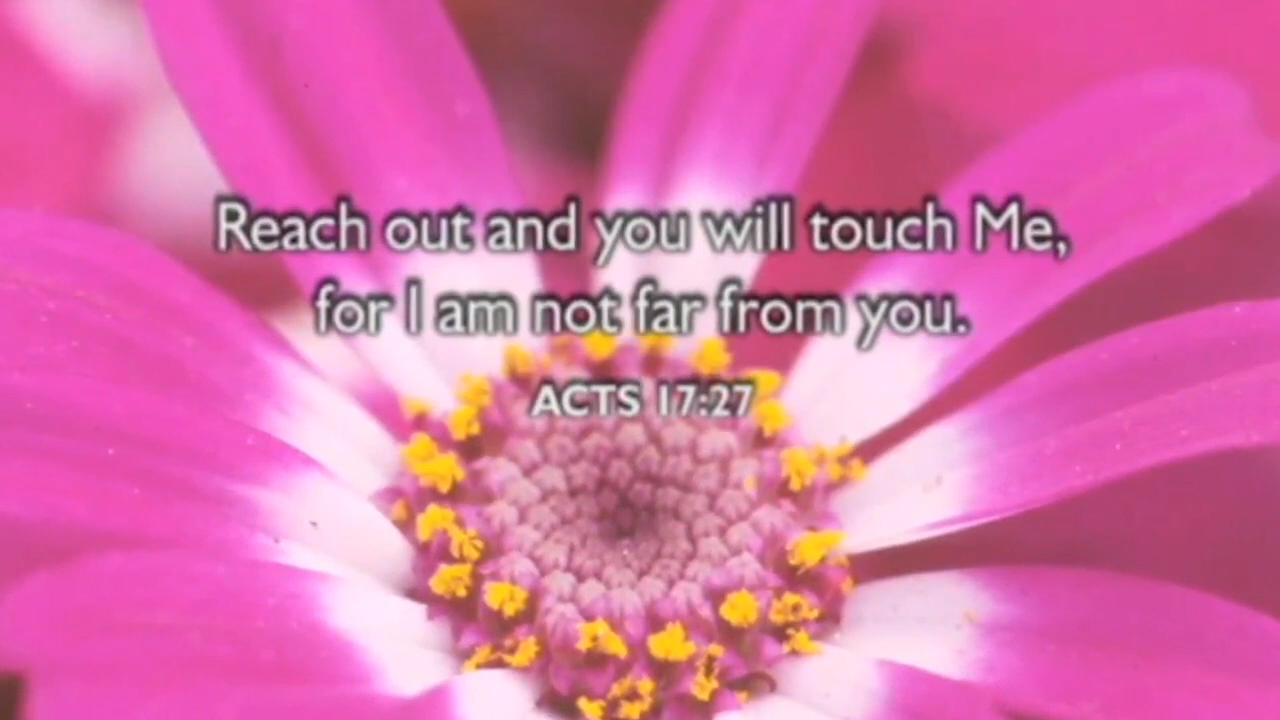 Reach out and you will touch Me,
for I am not far from you.
ACTS 17:27